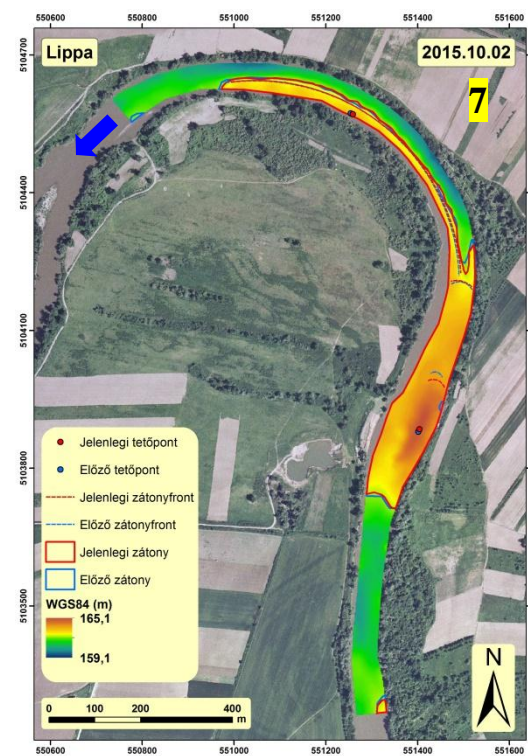 550600 550800 551000 551200 551400 551600
5104700
5104400
5104100
5103800
5103500
Lippa
2015.10.02
7
Jelenlegi tetőpont
Előző tetőpont
Jelenlegi zátonyfront
Előző zátonyfront
Jelenlegi zátony
Előző zátony
WGS84 (m)
165,1
159,1
0 100 200 400
m
N
550600 550800 551000 551200 551400 551600